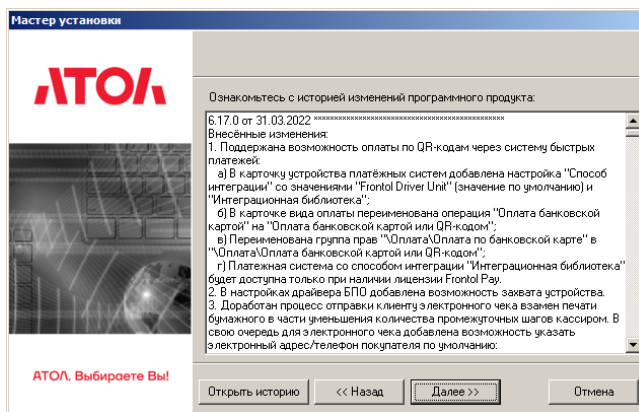 Мастер установки
АТОЛ
Ознакомьтесь с историей изменений программного продукта:
6.17.0 от 31.03.2022 ************************************************
Внесённые изменения:
1. Поддержана возможность оплаты по QR-кодам через систему быстрых
платежей:
а) В карточку устройства платёжных систем добавлена настройка "Способ
интеграции" со значениями "Frontol Driver Unit" (значение по умолчанию) и
"Интеграционная библиотека";
б) В карточке вида оплаты переименована операция "Оплата банковской
картой" на "Оплата банковской картой или QR-кодом";
в) Переименована группа прав "\Оплата\Оплата по банковской карте" в
"\Оплата\Оплата банковской картой или QR-кодом";
г) Платежная система со способом интеграции "Интеграционная библиотека"
будет доступна только при наличии лицензии Frontol Pay.
2. В настройках драйвера БПО добавлена возможность захвата устройства.
3. Доработан процесс отправки клиенту электронного чека взамен печати
бумажного в части уменьшения количества промежуточных шагов кассиром. В
свою очередь для электронного чека добавлена возможность указать
электронный адрес/телефон покупателя по умолчанию:
АТОЛ. Выбираете Вы!
Открыть историю
<< Назад
Далее >>
Отмена